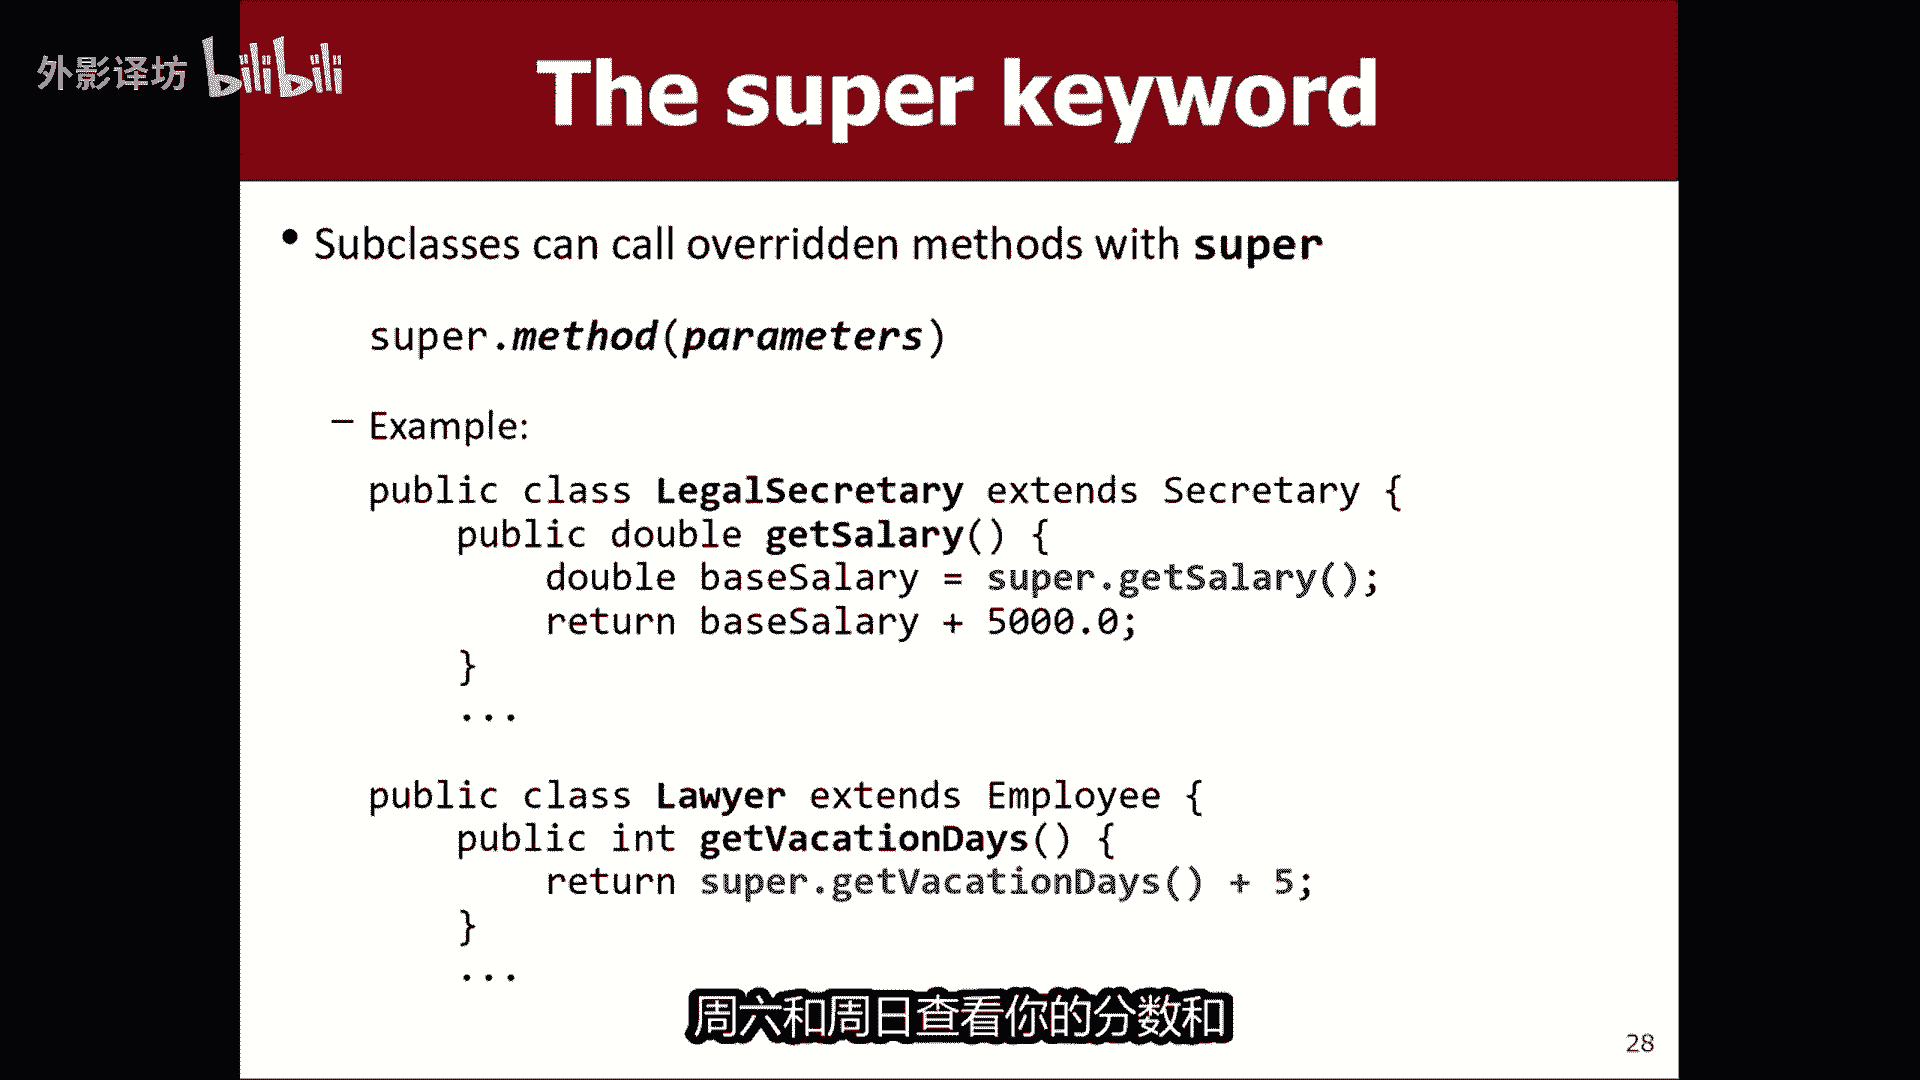 外影译坊 bilibili
The super keyword
• Subclasses can call overridden methods with super
super.method(parameters)
– Example:
public class LegalSecretary extends Secretary {
    public double getSalary() {
        double baseSalary = super.getSalary();
        return baseSalary + 5000.0;
    }
    ...
public class Lawyer extends Employee {
    public int getVacationDays() {
        return super.getVacationDays() + 5;
    }
    ...
周六和周日查看你的分数和
28